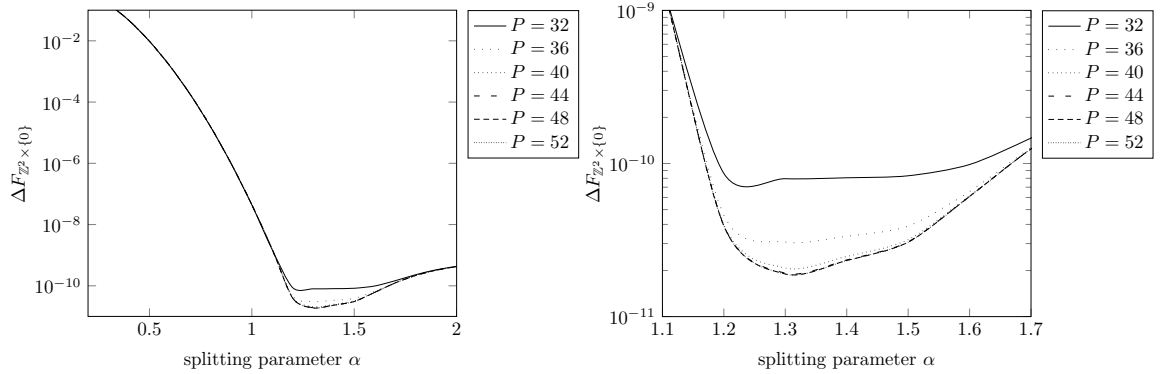 10^{-2}
10^{-4}
10^{-6}
10^{-8}
10^{-10}
ΔF_{ℤ^2×{0}}
0.5
1
1.5
2
splitting parameter α
P = 32
P = 36
P = 40
P = 44
P = 48
P = 52
10^{-9}
10^{-10}
10^{-11}
ΔF_{ℤ^2×{0}}
1.1
1.2
1.3
1.4
1.5
1.6
1.7
splitting parameter α
P = 32
P = 36
P = 40
P = 44
P = 48
P = 52